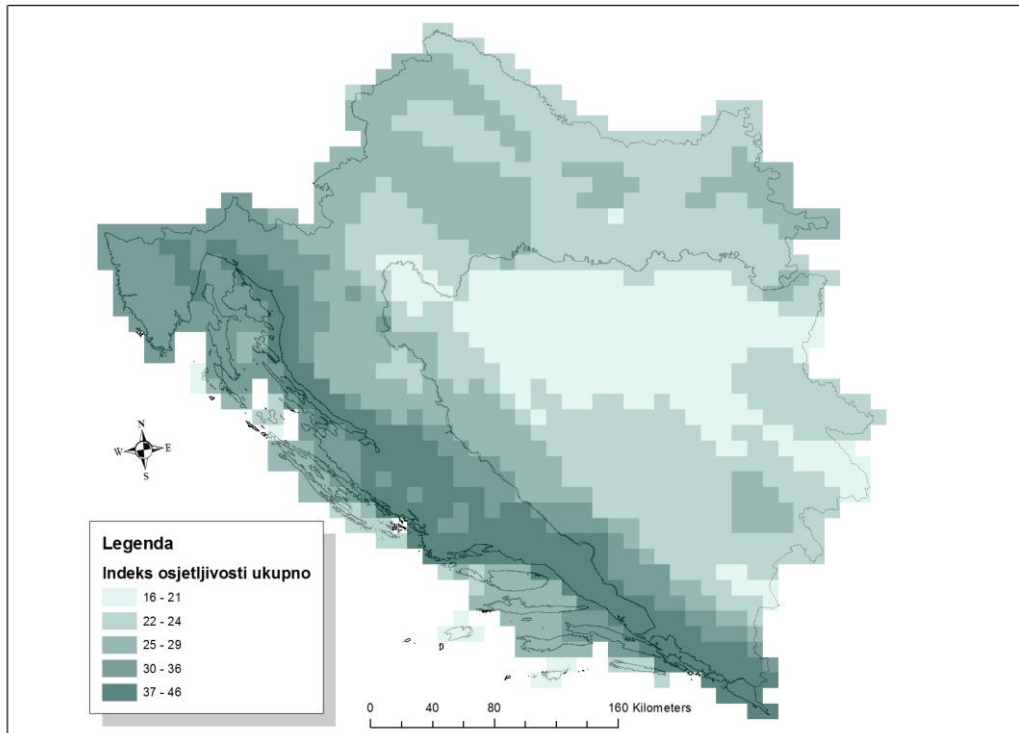 N
W E
S
Legenda
Indeks osjetljivosti ukupno
16 - 21
22 - 24
25 - 29
30 - 36
37 - 46
0 40 80 160 Kilometers